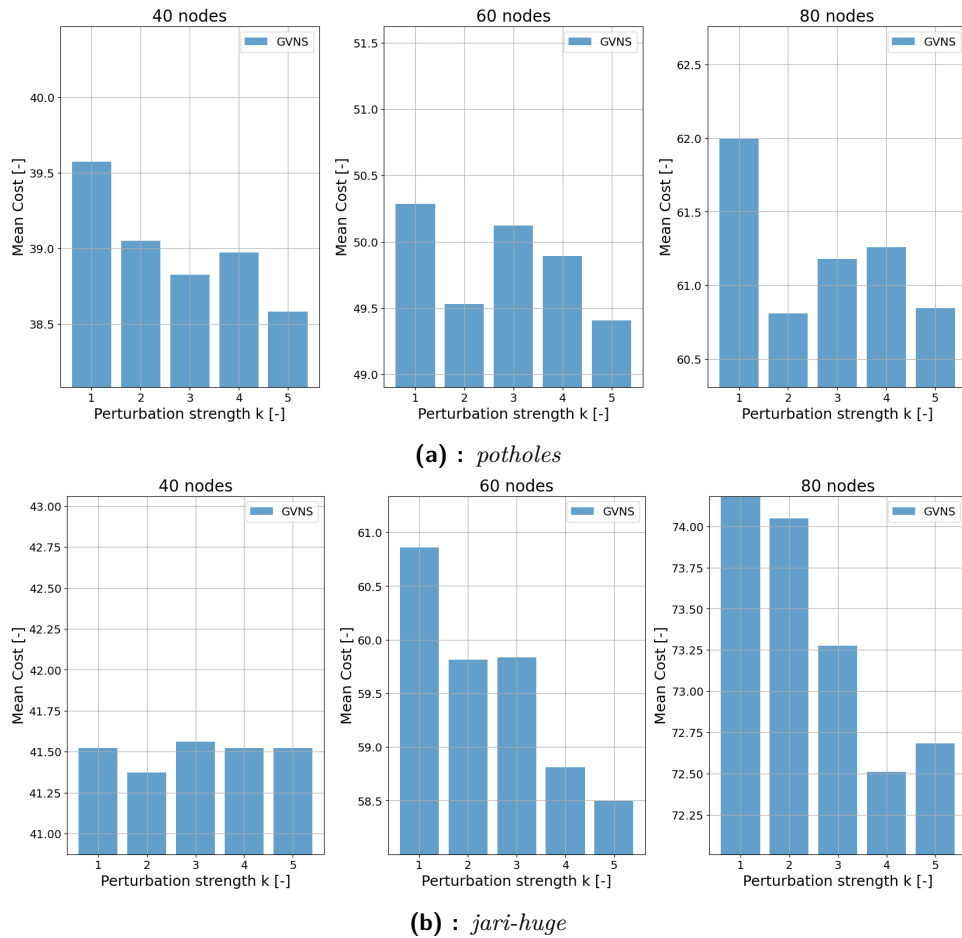 40 nodes
GVNS
40.0
39.5
39.0
38.5
Mean Cost [-]
1 2 3 4 5
Perturbation strength k [-]
60 nodes
GVNS
51.5
51.0
50.5
50.0
49.5
49.0
Mean Cost [-]
1 2 3 4 5
Perturbation strength k [-]
80 nodes
GVNS
62.5
62.0
61.5
61.0
60.5
Mean Cost [-]
1 2 3 4 5
Perturbation strength k [-]
(a) : potholes
40 nodes
GVNS
43.00
42.75
42.50
42.25
42.00
41.75
41.50
41.25
41.00
Mean Cost [-]
1 2 3 4 5
Perturbation strength k [-]
60 nodes
GVNS
61.0
60.5
60.0
59.5
59.0
58.5
Mean Cost [-]
1 2 3 4 5
Perturbation strength k [-]
80 nodes
GVNS
74.00
73.75
73.50
73.25
73.00
72.75
72.50
72.25
Mean Cost [-]
1 2 3 4 5
Perturbation strength k [-]
(b) : jari-huge